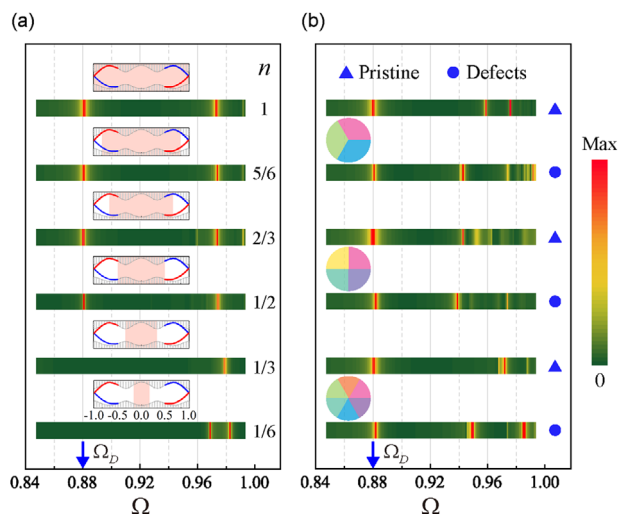 (a)
n
1
5/6
2/3
1/2
1/3
1/6
-1.0 -0.5 0.0 0.5 1.0
Ω_D
0.84 0.88 0.92 0.96 1.00
Ω
(b)
▲ Pristine ● Defects
Ω_D
0.84 0.88 0.92 0.96 1.00
Ω
Max
0